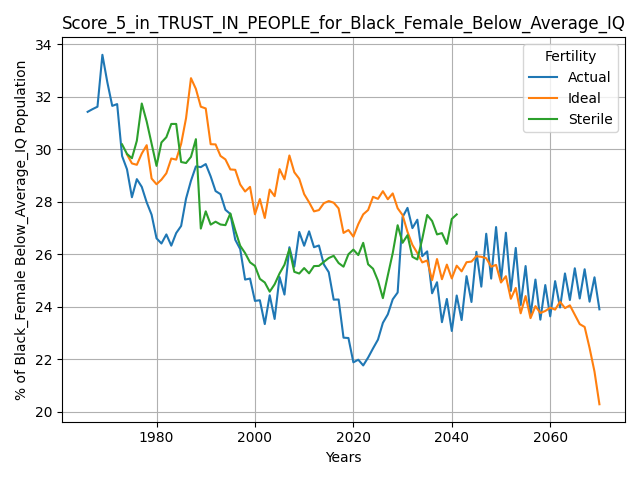 Score_5_in_TRUST_IN_PEOPLE_for_Black_Female_Below_Average_IQ
% of Black_Female Below_Average_IQ Population
34
32
30
28
26
24
22
20
Fertility
Actual
Ideal
Sterile
1980
2000
2020
2040
2060
Years